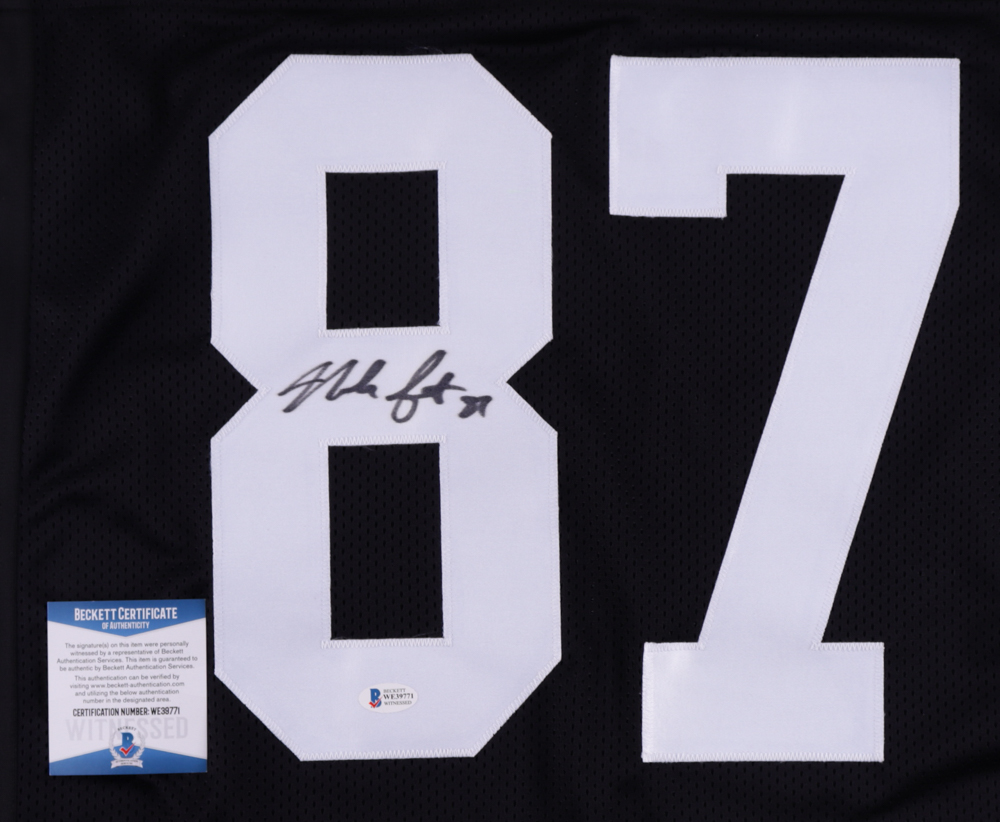 87
87
BECKETT CERTIFICATE
OF AUTHENTICITY
The signature(s) on this item were personally
witnessed by a representative of Beckett
Authentication Services. This item is guaranteed to
be authentic by Beckett Authentication Services.
This authentication can be verified by
visiting www.beckett-authentication.com
and utilizing the below authentication
number in the designated area.
CERTIFICATION NUMBER: WE39771
WITNESSED
BECKETT
B
BECKETT
B WE39771
WITNESSED